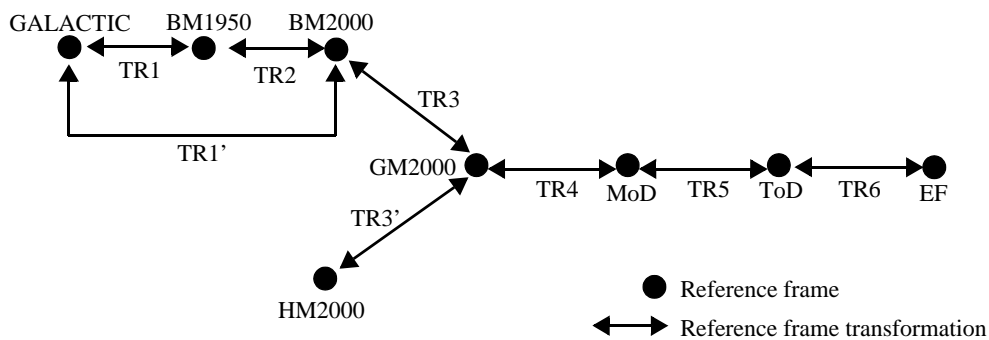 GALACTIC BM1950 BM2000
TR1 TR2
TR3
TR1’
GM2000
TR4 TR5 TR6
MoD ToD EF
TR3’
HM2000
Reference frame
Reference frame transformation